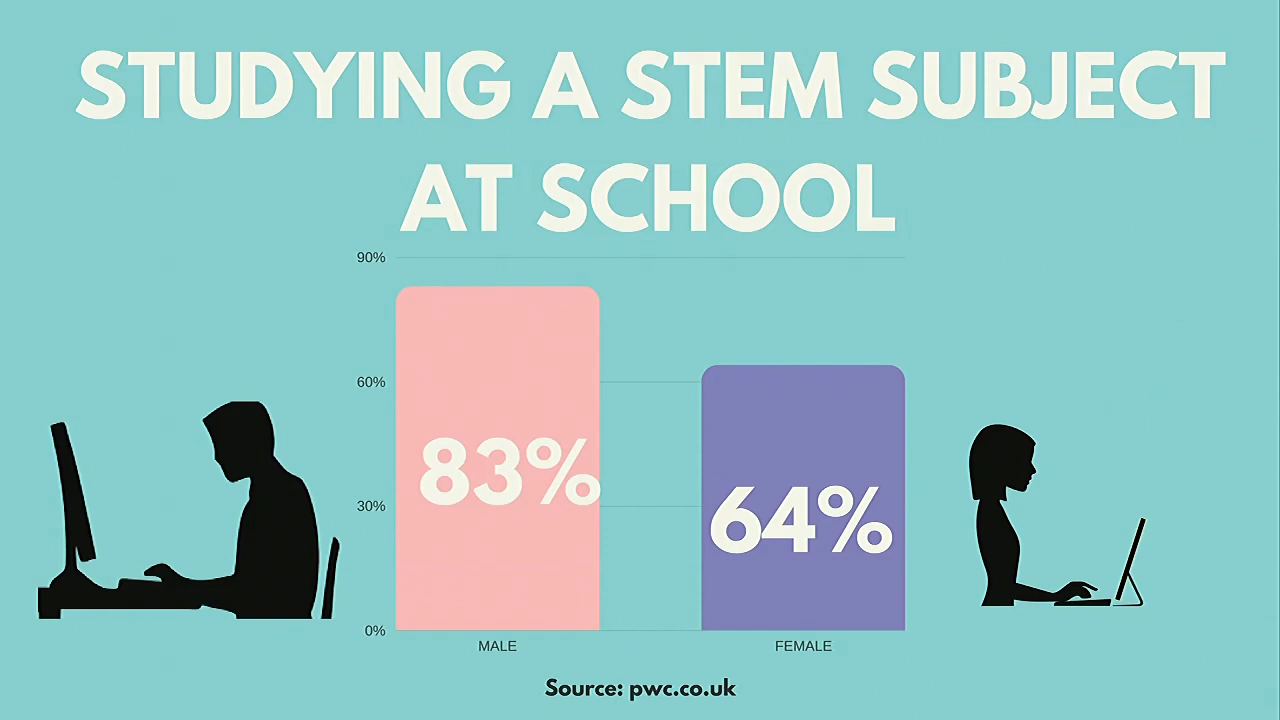 STUDYING A STEM SUBJECT
AT SCHOOL
90%
60%
30%
0%
83%
64%
MALE
FEMALE
Source: pwc.co.uk